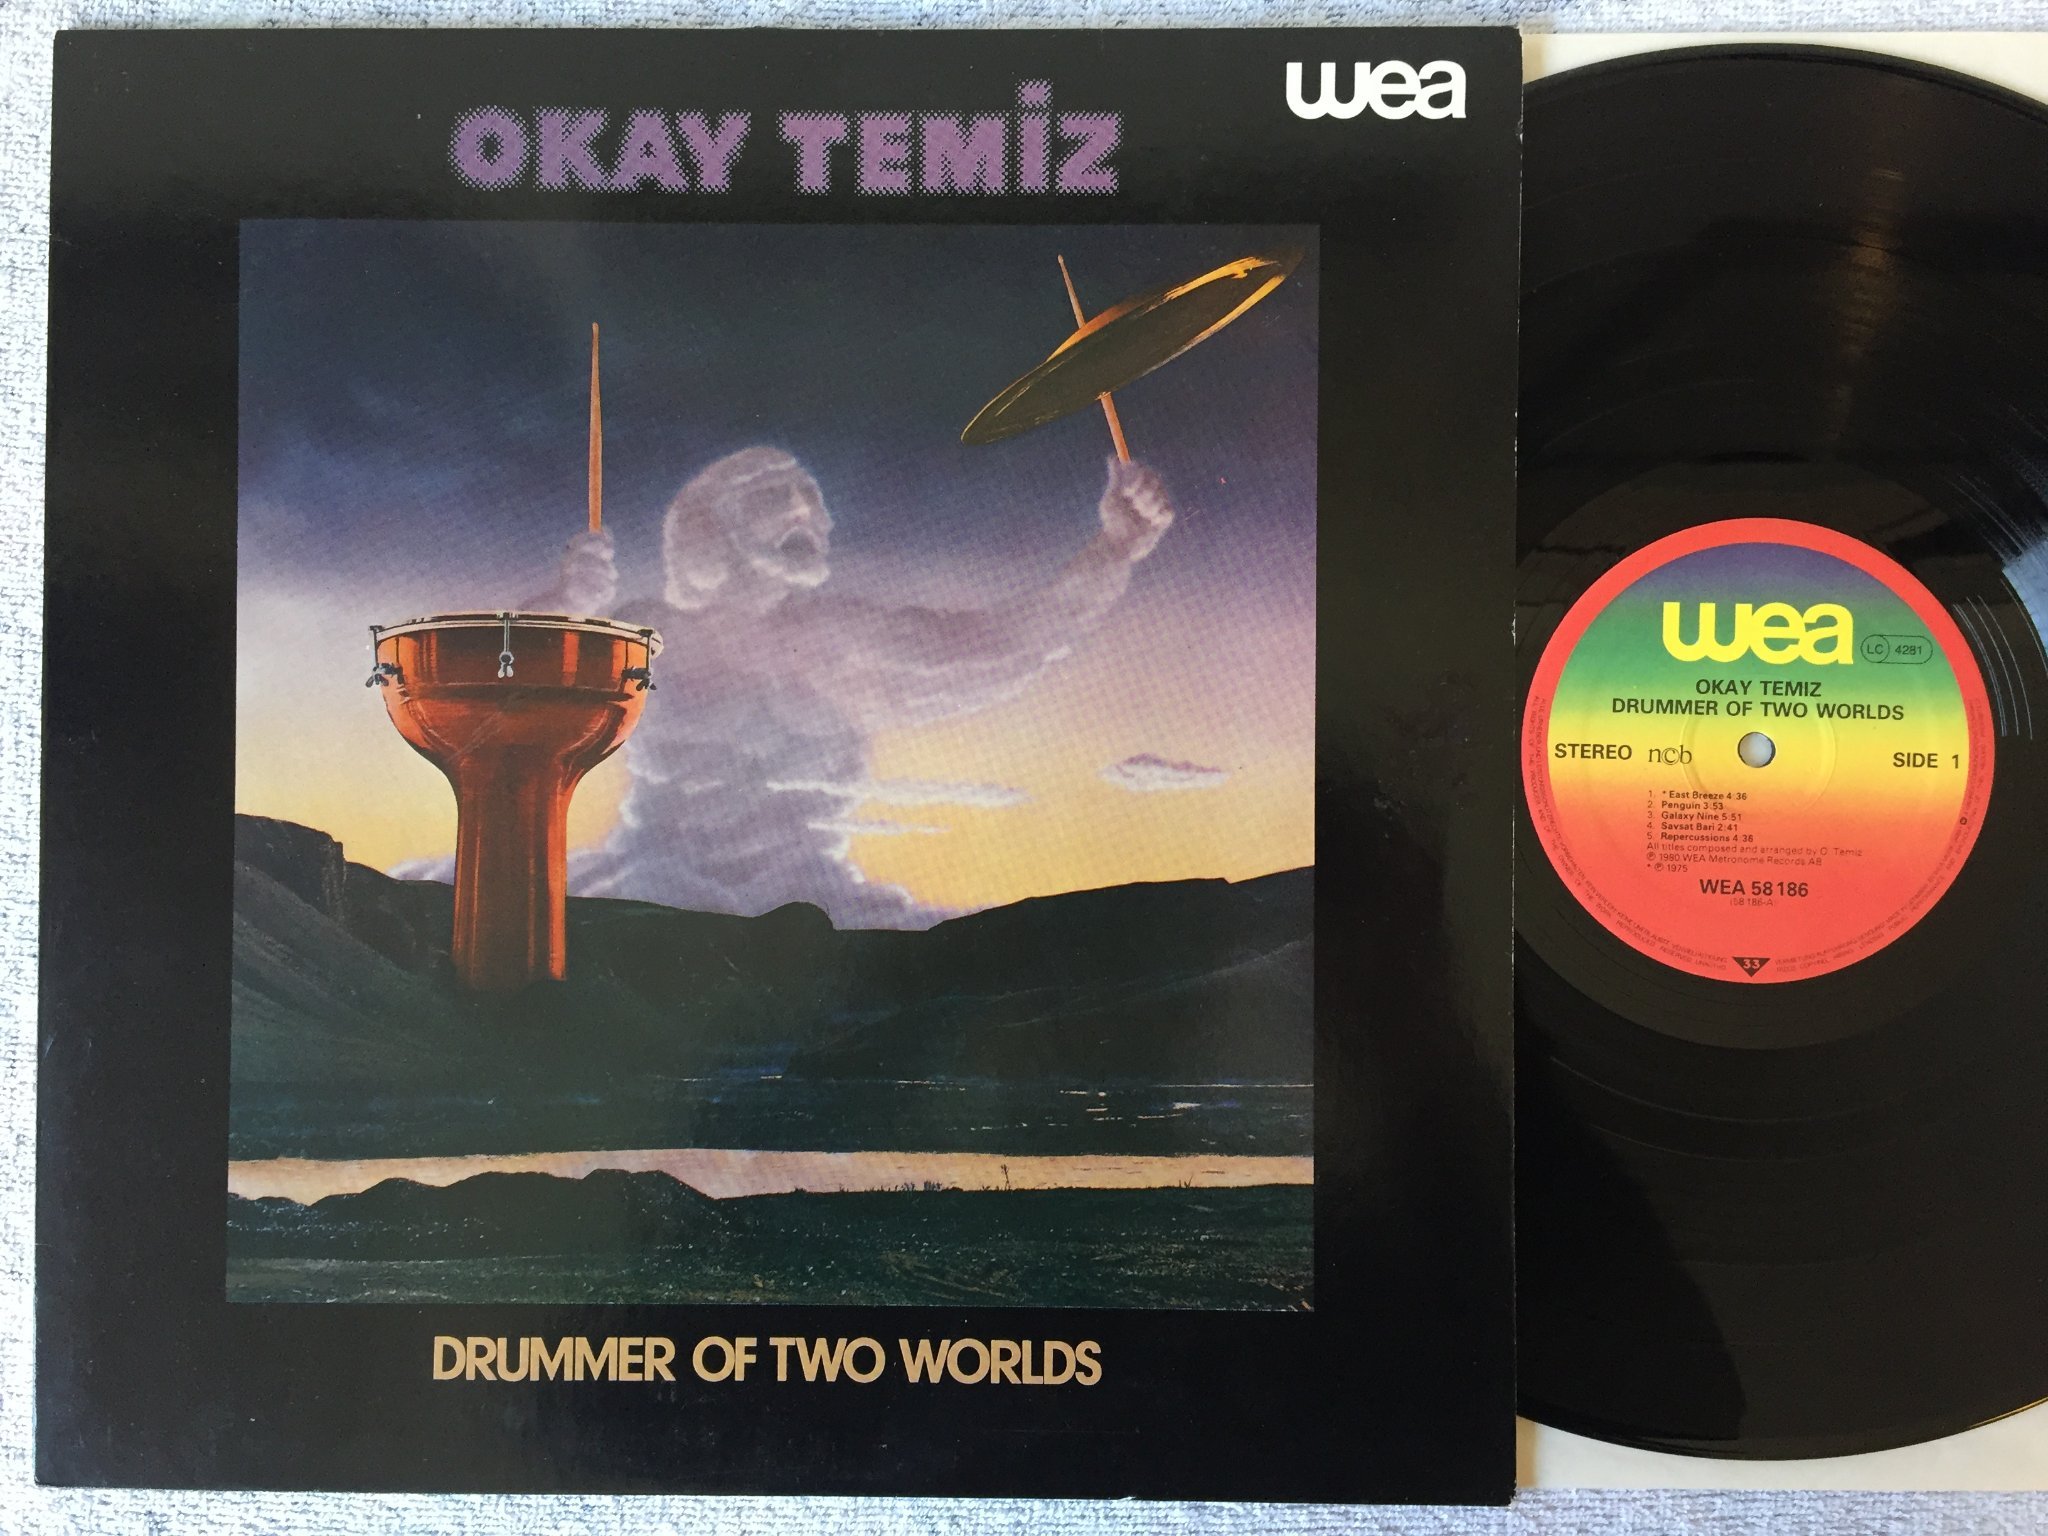 wea
OKAY TEMİZ
DRUMMER OF TWO WORLDS
wea
LC 4281
OKAY TEMIZ
DRUMMER OF TWO WORLDS
STEREO n©b SIDE 1
1. * East Breeze 4:36
2. Penguin 3:53
3. Galaxy Nine 5:51
4. Savsat Bari 2:41
5. Repercussions 4:36
All titles composed and arranged by O. Temiz
℗ 1980 WEA Metronome Records AB
* ℗ 1975
WEA 58 186
(58 186-A)
33